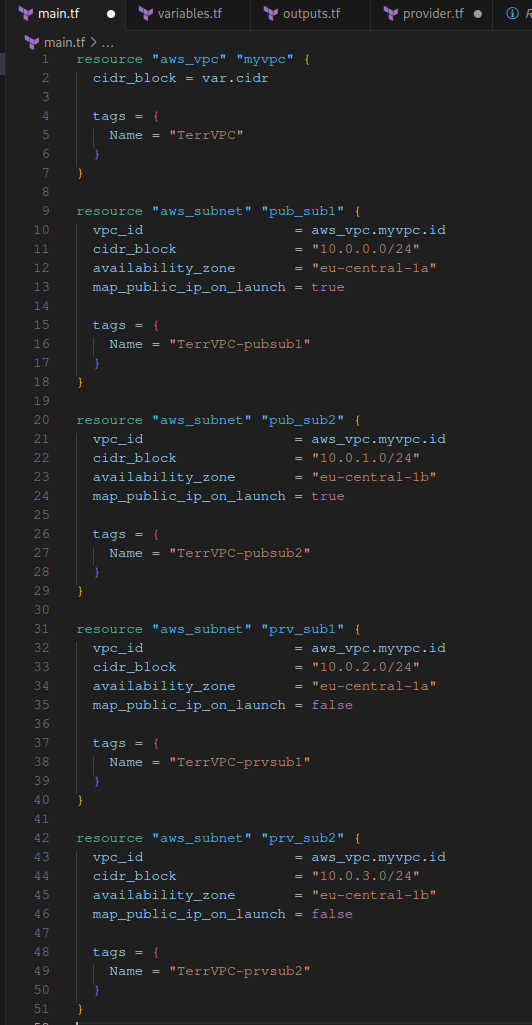 main.tf variables.tf outputs.tf provider.tf
main.tf > ...
1 resource "aws_vpc" "myvpc" {
2 cidr_block = var.cidr
3
4 tags = {
5 Name = "TerrVPC"
6 }
7 }
8
9 resource "aws_subnet" "pub_sub1" {
10 vpc_id = aws_vpc.myvpc.id
11 cidr_block = "10.0.0.0/24"
12 availability_zone = "eu-central-1a"
13 map_public_ip_on_launch = true
14
15 tags = {
16 Name = "TerrVPC-pubsub1"
17 }
18 }
19
20 resource "aws_subnet" "pub_sub2" {
21 vpc_id = aws_vpc.myvpc.id
22 cidr_block = "10.0.1.0/24"
23 availability_zone = "eu-central-1b"
24 map_public_ip_on_launch = true
25
26 tags = {
27 Name = "TerrVPC-pubsub2"
28 }
29 }
30
31 resource "aws_subnet" "prv_sub1" {
32 vpc_id = aws_vpc.myvpc.id
33 cidr_block = "10.0.2.0/24"
34 availability_zone = "eu-central-1a"
35 map_public_ip_on_launch = false
36
37 tags = {
38 Name = "TerrVPC-prvsub1"
39 }
40 }
41
42 resource "aws_subnet" "prv_sub2" {
43 vpc_id = aws_vpc.myvpc.id
44 cidr_block = "10.0.3.0/24"
45 availability_zone = "eu-central-1b"
46 map_public_ip_on_launch = false
47
48 tags = {
49 Name = "TerrVPC-prvsub2"
50 }
51 }